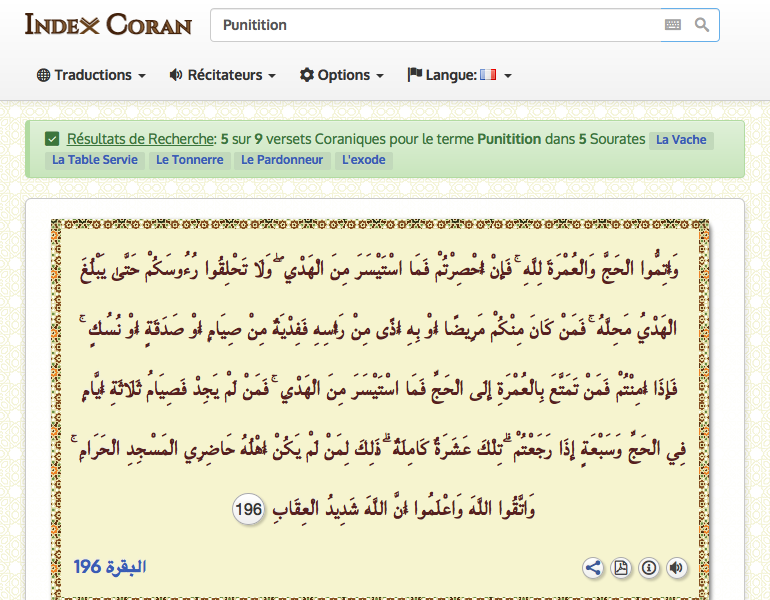 Index Coran
Punitition
Traductions Récitateurs Options Langue:
Résultats de Recherche: 5 sur 9 versets Coraniques pour le terme Punitition dans 5 Sourates La Vache
La Table Servie Le Tonnerre Le Pardonneur L'exode
وَأَتِمُّوا الْحَجَّ وَالْعُمْرَةَ لِلَّهِ ۚ فَإِنْ أُحْصِرْتُمْ فَمَا اسْتَيْسَرَ مِنَ الْهَدْيِ ۖ وَلَا تَحْلِقُوا رُءُوسَكُمْ حَتَّىٰ يَبْلُغَ
الْهَدْيُ مَحِلَّهُ ۚ فَمَنْ كَانَ مِنْكُمْ مَرِيضًا أَوْ بِهِ أَذًى مِنْ رَأْسِهِ فَفِدْيَةٌ مِنْ صِيَامٍ أَوْ صَدَقَةٍ أَوْ نُسُكٍ ۚ
فَإِذَا أَمِنْتُمْ فَمَنْ تَمَتَّعَ بِالْعُمْرَةِ إِلَى الْحَجِّ فَمَا اسْتَيْسَرَ مِنَ الْهَدْيِ ۚ فَمَنْ لَمْ يَجِدْ فَصِيَامُ ثَلَاثَةِ أَيَّامٍ
فِي الْحَجِّ وَسَبْعَةٍ إِذَا رَجَعْتُمْ ۗ تِلْكَ عَشَرَةٌ كَامِلَةٌ ۗ ذَٰلِكَ لِمَنْ لَمْ يَكُنْ أَهْلُهُ حَاضِرِي الْمَسْجِدِ الْحَرَامِ ۚ
وَاتَّقُوا اللَّهَ وَاعْلَمُوا أَنَّ اللَّهَ شَدِيدُ الْعِقَابِ 196
البقرة 196